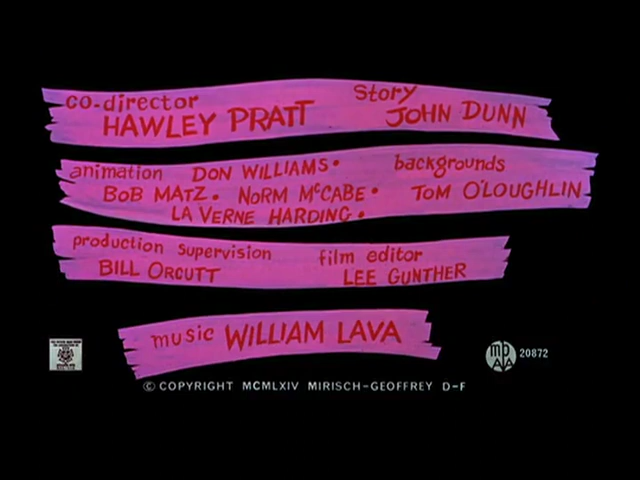 co-director Story
HAWLEY PRATT JOHN DUNN
animation DON WILLIAMS• backgrounds
BOB MATZ• NORM McCABE• TOM O'LOUGHLIN
LA VERNE HARDING•
production supervision film editor
BILL ORCUTT LEE GUNTHER
music WILLIAM LAVA
mpaa 20872
© COPYRIGHT MCMLXIV MIRISCH-GEOFFREY D-F